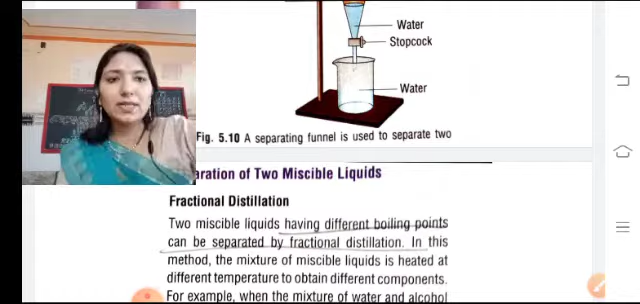 Water
Stopcock
Water
Fig. 5.10 A separating funnel is used to separate two
aration of Two Miscible Liquids
Fractional Distillation
Two miscible liquids having different boiling points
can be separated by fractional distillation. In this
method, the mixture of miscible liquids is heated at
different temperature to obtain different components.
For example, when the mixture of water and alcohol